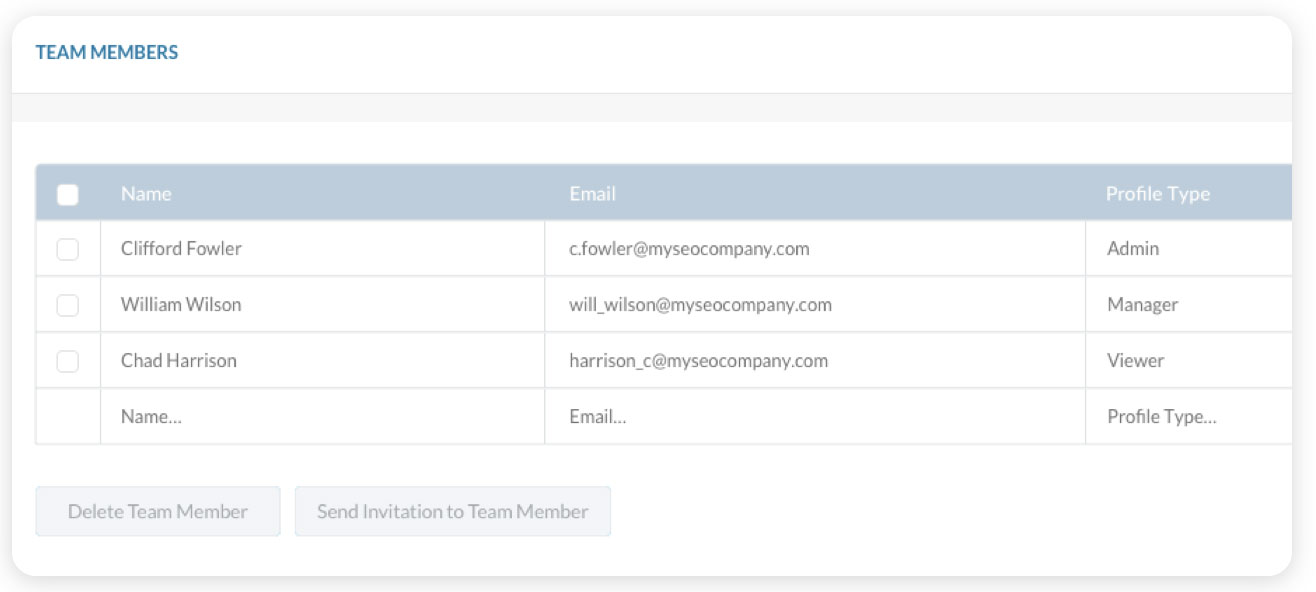 TEAM MEMBERS
Name Email Profile Type
Clifford Fowler c.fowler@myseocompany.com Admin
William Wilson will_wilson@myseocompany.com Manager
Chad Harrison harrison_c@myseocompany.com Viewer
Name... Email... Profile Type...
Delete Team Member Send Invitation to Team Member